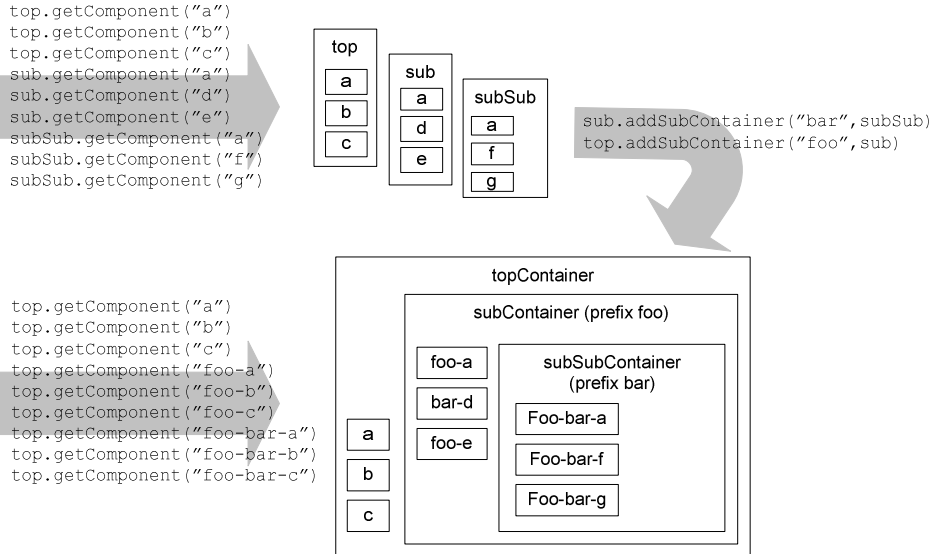 top.getComponent(”a”)
top.getComponent(”b”)
top.getComponent(”c”)
sub.getComponent(”a”)
sub.getComponent(”d”)
sub.getComponent(”e”)
subSub.getComponent(”a”)
subSub.getComponent(”f”)
subSub.getComponent(”g”)
top
a
b
c
sub
a
d
e
subSub
a
f
g
sub.addSubContainer(”bar”,subSub)
top.addSubContainer(”foo”,sub)
top.getComponent(”a”)
top.getComponent(”b”)
top.getComponent(”c”)
top.getComponent(”foo-a”)
top.getComponent(”foo-b”)
top.getComponent(”foo-c”)
top.getComponent(”foo-bar-a”)
top.getComponent(”foo-bar-b”)
top.getComponent(”foo-bar-c”)
topContainer
a
b
c
subContainer (prefix foo)
foo-a
bar-d
foo-e
subSubContainer
(prefix bar)
Foo-bar-a
Foo-bar-f
Foo-bar-g